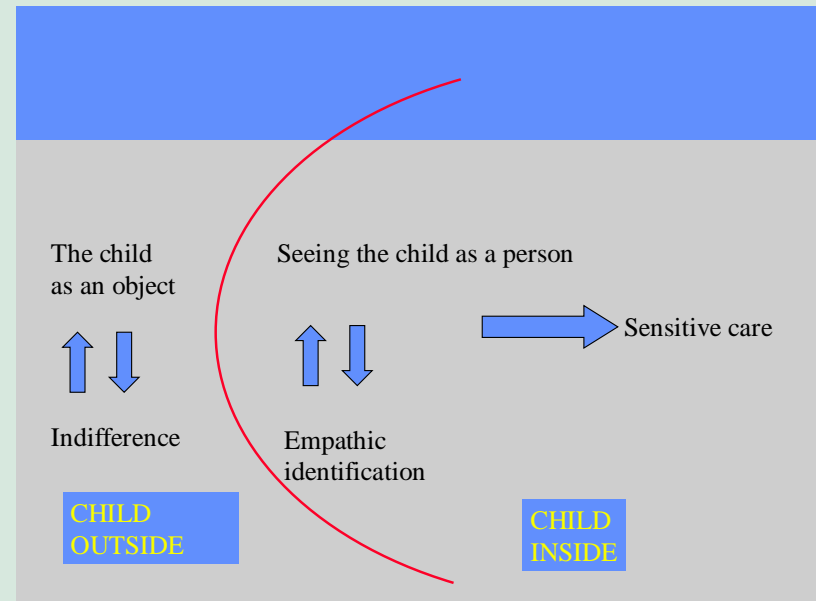 The child
as an object
Seeing the child as a person
Sensitive care
Indifference
Empathic
identification
CHILD
OUTSIDE
CHILD
INSIDE